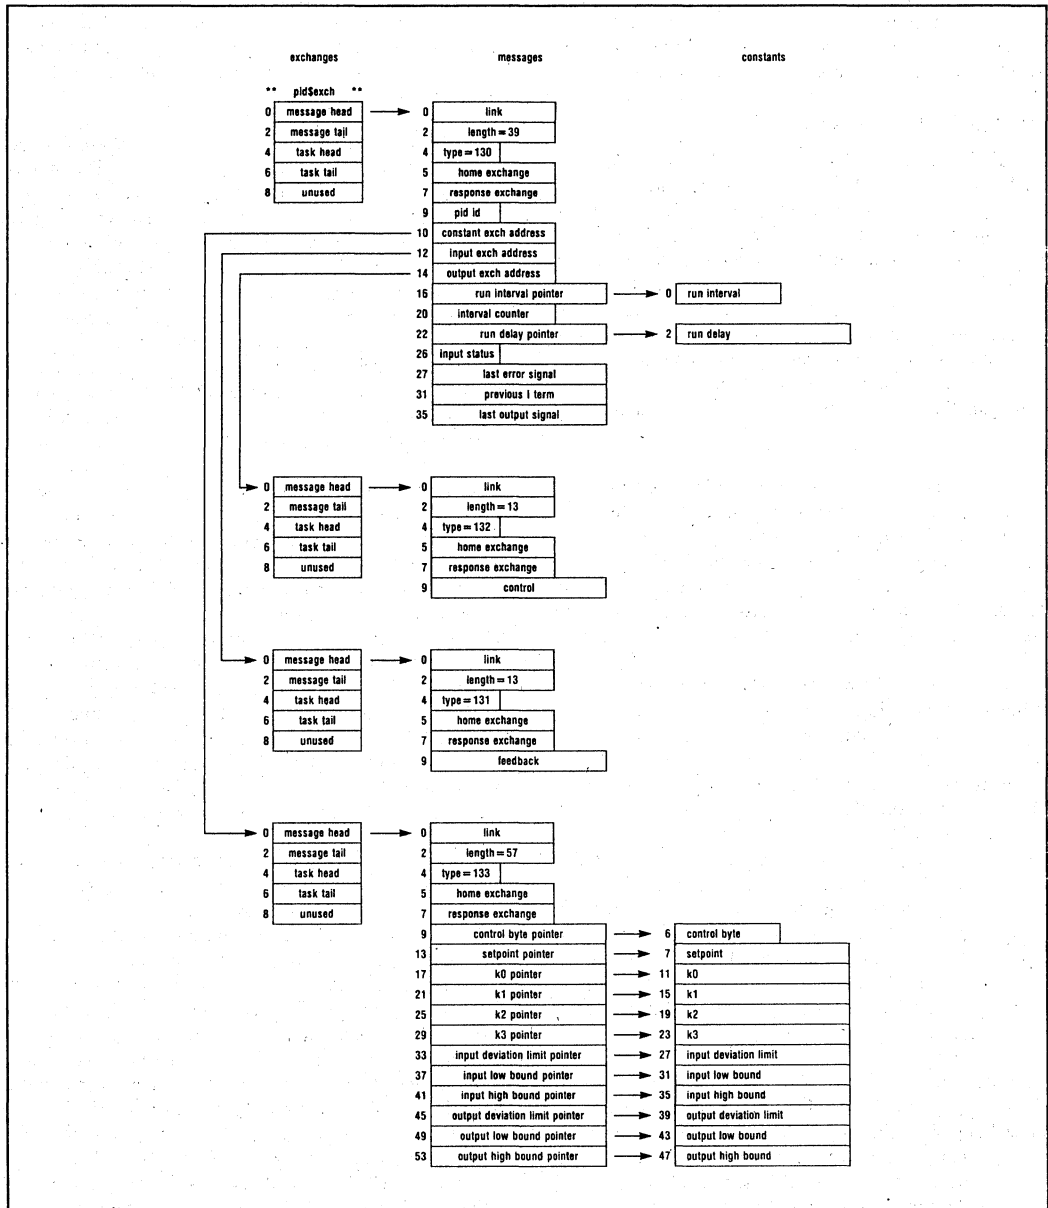 exchanges messages constants
** pid$exch **
0 message head 0 link
2 message tail 2 length = 39
4 task head 4 type = 130
6 task tail 5 home exchange
8 unused 7 response exchange
9 pid id
10 constant exch address
12 input exch address
14 output exch address
16 run interval pointer 0 run interval
20 interval counter
22 run delay pointer 2 run delay
26 input status
27 last error signal
31 previous I term
35 last output signal
0 message head 0 link
2 message tail 2 length = 13
4 task head 4 type = 132
6 task tail 5 home exchange
8 unused 7 response exchange
9 control
0 message head 0 link
2 message tail 2 length = 13
4 task head 4 type = 131
6 task tail 5 home exchange
8 unused 7 response exchange
9 feedback
0 message head 0 link
2 message tail 2 length = 57
4 task head 4 type = 133
6 task tail 5 home exchange
8 unused 7 response exchange
9 control byte pointer 6 control byte
13 setpoint pointer 7 setpoint
17 k0 pointer 11 k0
21 k1 pointer 15 k1
25 k2 pointer 19 k2
29 k3 pointer 23 k3
33 input deviation limit pointer 27 input deviation limit
37 input low bound pointer 31 input low bound
41 input high bound pointer 35 input high bound
45 output deviation limit pointer 39 output deviation limit
49 output low bound pointer 43 output low bound
53 output high bound pointer 47 output high bound